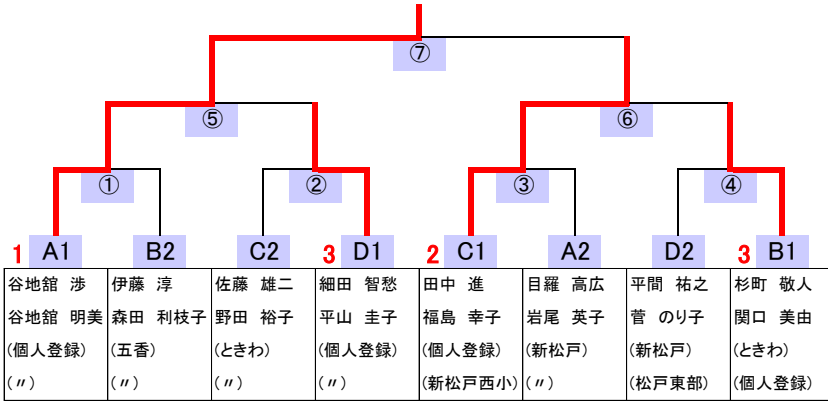 ⑦
⑤ ⑥
① ② ③ ④
1 A1 B2 C2 3 D1 2 C1 A2 D2 3 B1
谷地舘 渉 伊藤 淳 佐藤 雄二 細田 智愁 田中 進 目羅 高広 平間 祐之 杉町 敬人
谷地舘 明美 森田 利枝子 野田 裕子 平山 圭子 福島 幸子 岩尾 英子 菅 のり子 関口 美由
(個人登録) (五香) (ときわ) (個人登録) (個人登録) (新松戸) (新松戸) (ときわ)
(〃) (〃) (〃) (〃) (新松戸西小) (〃) (松戸東部) (個人登録)